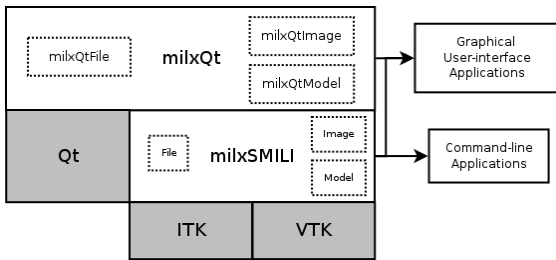 milxQtFile
milxQt
milxQtImage
milxQtModel
Graphical
User-interface
Applications
Qt
File
milxSMILI
Image
Model
Command-line
Applications
ITK
VTK